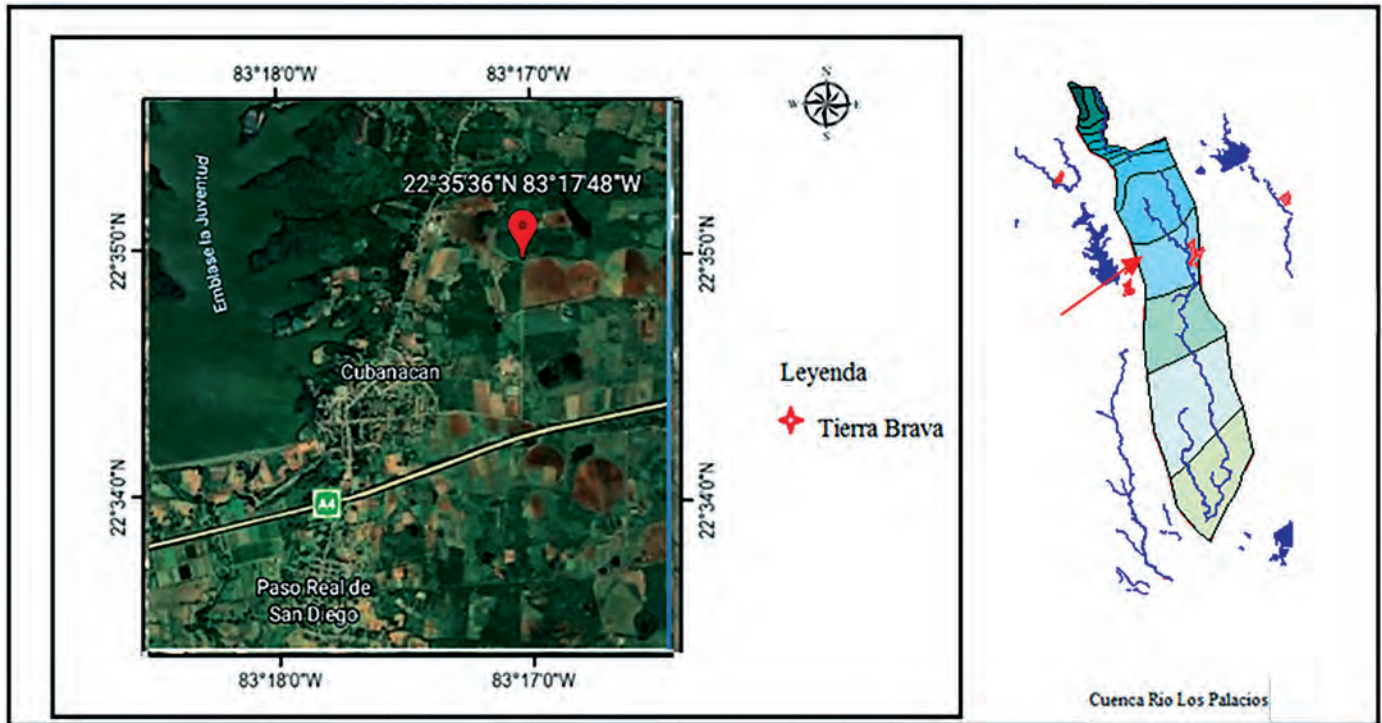 83°18'0"W
83°17'0"W
N
W
E
S
22°35'36"N 83°17'48"W
Emblase la Juventud
22°35'0"N
22°35'0"N
Cubanacan
Leyenda
Tierra Brava
22°34'0"N
22°34'0"N
A4
Paso Real de
San Diego
83°18'0"W
83°17'0"W
Cuenca Rio Los Palacios